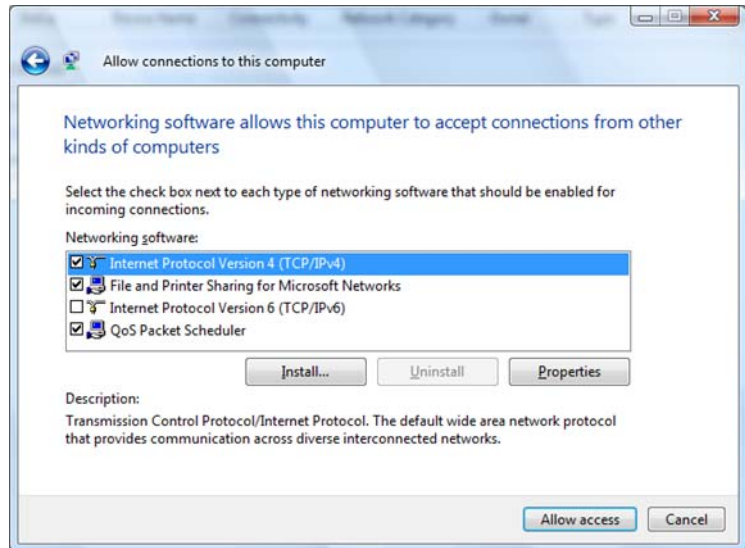 Allow connections to this computer
Networking software allows this computer to accept connections from other
kinds of computers
Select the check box next to each type of networking software that should be enabled for
incoming connections.
Networking software:
Internet Protocol Version 4 (TCP/IPv4)
File and Printer Sharing for Microsoft Networks
Internet Protocol Version 6 (TCP/IPv6)
QoS Packet Scheduler
Install... Uninstall Properties
Description:
Transmission Control Protocol/Internet Protocol. The default wide area network protocol
that provides communication across diverse interconnected networks.
Allow access Cancel